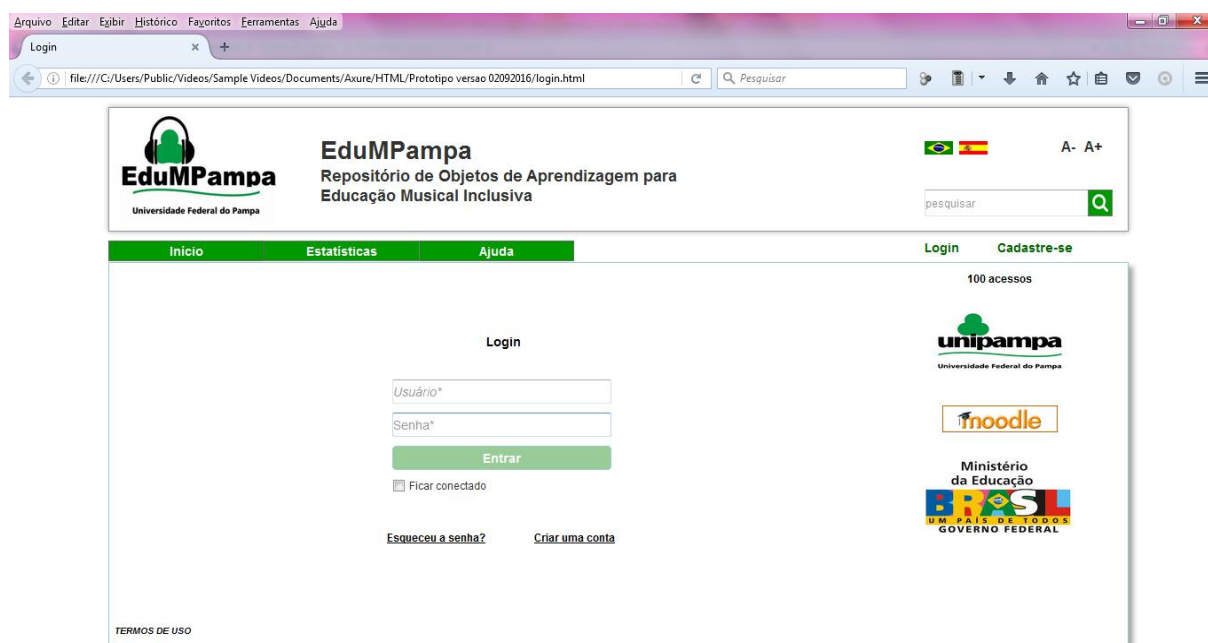 Arquivo Editar Exibir Histórico Favoritos Ferramentas Ajuda
Login × +
file:///C:/Users/Public/Videos/Sample Videos/Documents/Axure/HTML/Prototipo versao 02092016/login.html
Pesquisar
EduMPampa
Universidade Federal do Pampa
EduMPampa
Repositório de Objetos de Aprendizagem para
Educação Musical Inclusiva
A- A+
pesquisar
Início Estatísticas Ajuda
Login Cadastre-se
100 acessos
unipampa
Universidade Federal do Pampa
moodle
Ministério
da Educação
BRASIL
UM PAÍS DE TODOS
GOVERNO FEDERAL
Login
Usuário*
Senha*
Entrar
Ficar conectado
Esqueceu a senha? Criar uma conta
TERMOS DE USO